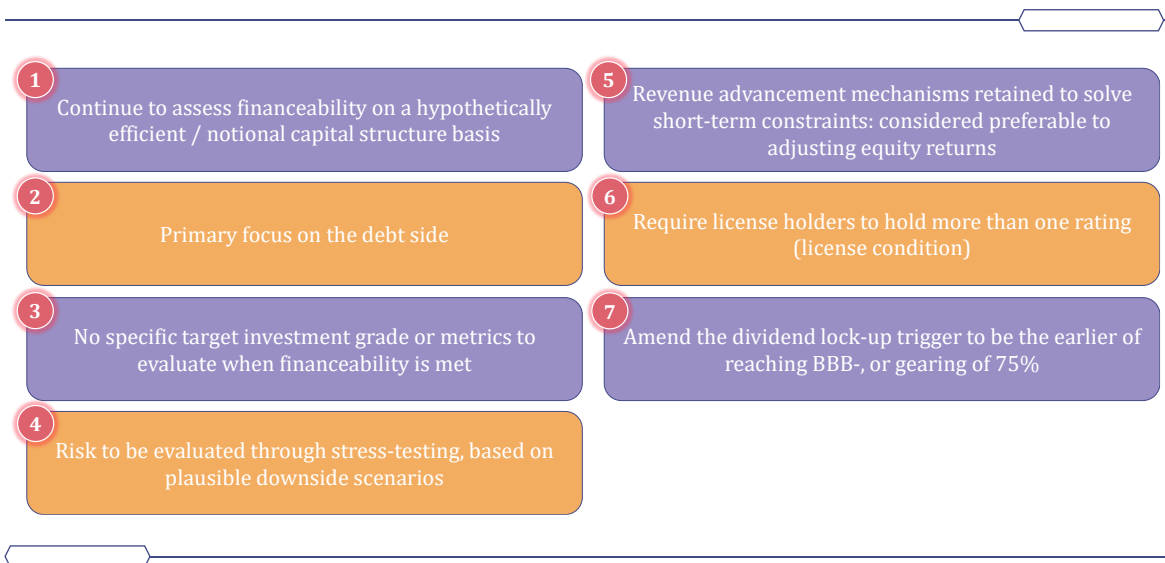 1
Continue to assess financeability on a hypothetically
efficient / notional capital structure basis
2
Primary focus on the debt side
3
No specific target investment grade or metrics to
evaluate when financeability is met
4
Risk to be evaluated through stress-testing, based on
plausible downside scenarios
5
Revenue advancement mechanisms retained to solve
short-term constraints: considered preferable to
adjusting equity returns
6
Require license holders to hold more than one rating
(license condition)
7
Amend the dividend lock-up trigger to be the earlier of
reaching BBB-, or gearing of 75%